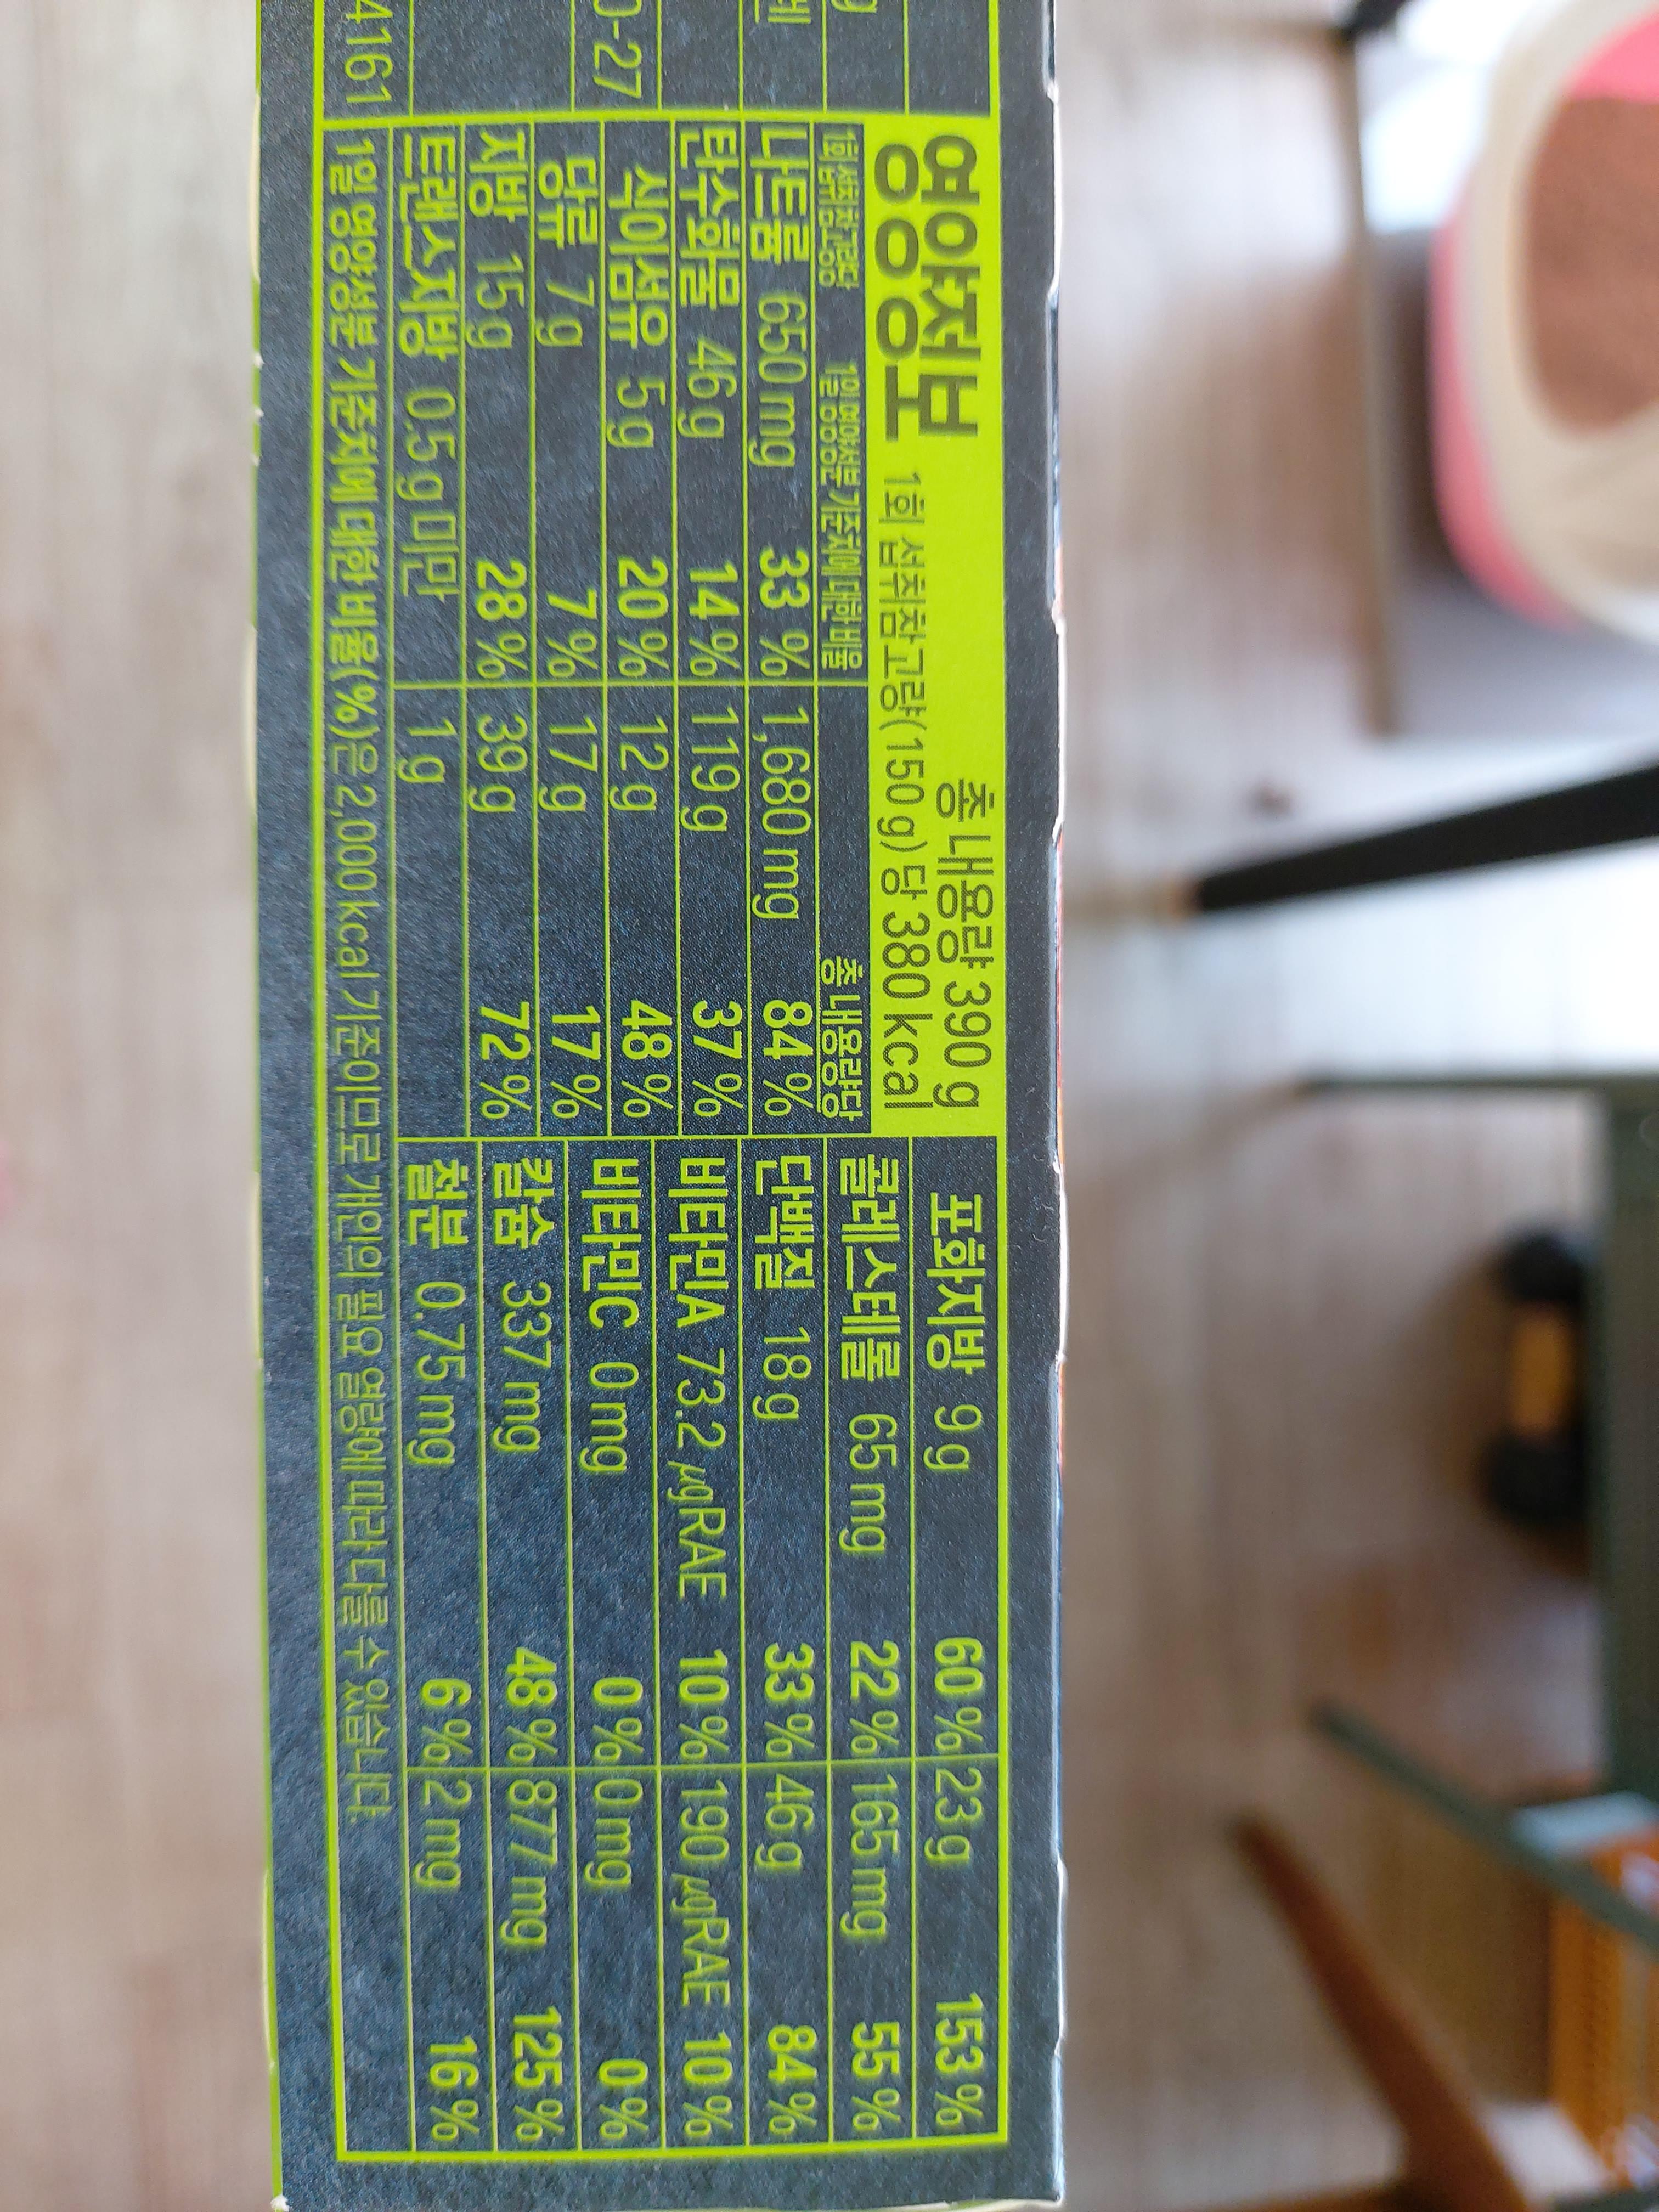 4161
0-27
영양정보
총 내용량 390 g
1회 섭취참고량(150 g) 당 380 kcal
1회 섭취참고량당 1일 영양성분 기준치에 대한 비율 총 내용량당
나트륨 650 mg 33 % 1,680 mg 84 %
탄수화물 46 g 14 % 119 g 37 %
식이섬유 5 g 20 % 12 g 48 %
당류 7 g 7 % 17 g 17 %
지방 15 g 28 % 39 g 72 %
트랜스지방 0.5 g 미만 1 g
포화지방 9 g 60 % 23 g 153 %
콜레스테롤 65 mg 22 % 165 mg 55 %
단백질 18 g 33 % 46 g 84 %
비타민A 73.2 ㎍RAE 10 % 190 ㎍RAE 10 %
비타민C 0 mg 0 % 0 mg 0 %
칼슘 337 mg 48 % 877 mg 125 %
철분 0.75 mg 6 % 2 mg 16 %
1일 영양성분 기준치에 대한 비율(%)은 2,000 kcal 기준이므로 개인의 필요 열량에 따라 다를 수 있습니다.